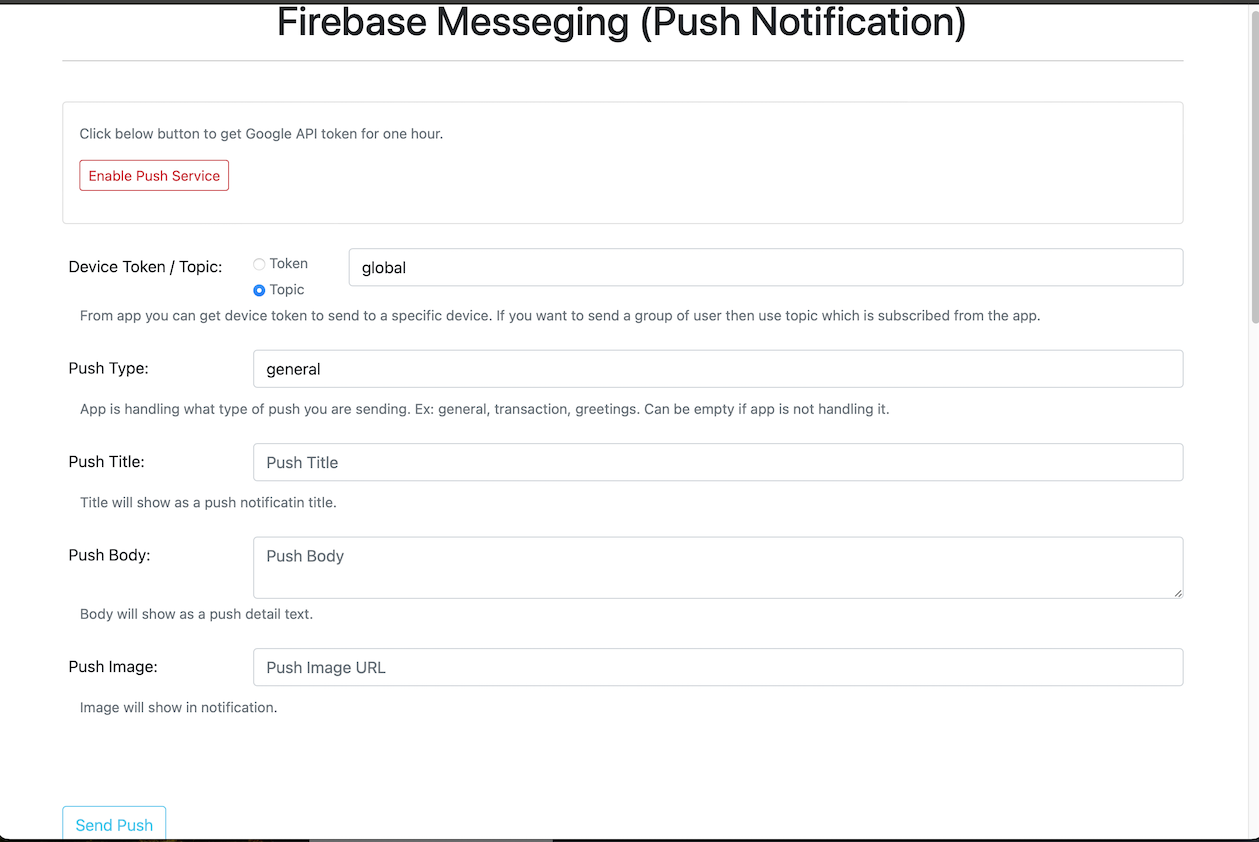 Firebase Messeging (Push Notification)
Click below button to get Google API token for one hour.
Enable Push Service
Device Token / Topic:
Token
Topic
global
From app you can get device token to send to a specific device. If you want to send a group of user then use topic which is subscribed from the app.
Push Type:
general
App is handling what type of push you are sending. Ex: general, transaction, greetings. Can be empty if app is not handling it.
Push Title:
Push Title
Title will show as a push notificatin title.
Push Body:
Push Body
Body will show as a push detail text.
Push Image:
Push Image URL
Image will show in notification.
Send Push